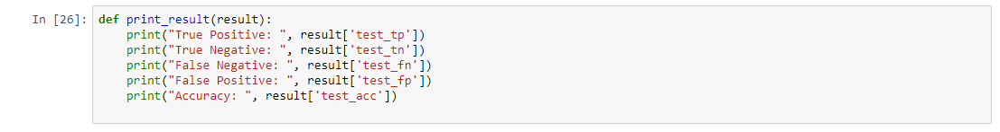 In [26]: def print_result(result):
    print("True Positive: ", result['test_tp'])
    print("True Negative: ", result['test_tn'])
    print("False Negative: ", result['test_fn'])
    print("False Positive: ", result['test_fp'])
    print("Accuracy: ", result['test_acc'])